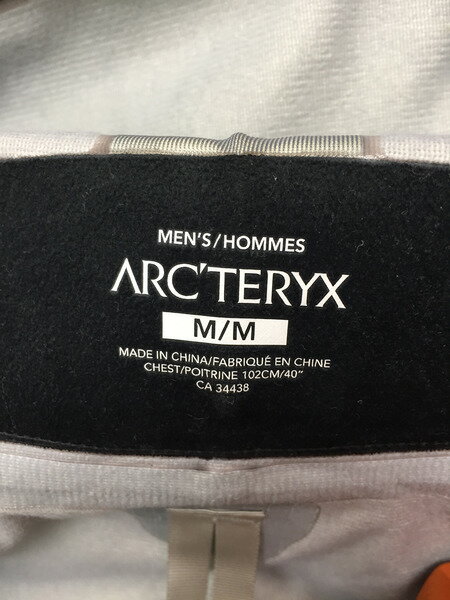 MEN'S/HOMMES
ARC'TERYX
M/M
MADE IN CHINA/FABRIQUÉ EN CHINE
CHEST/POITRINE 102CM/40"
CA 34438